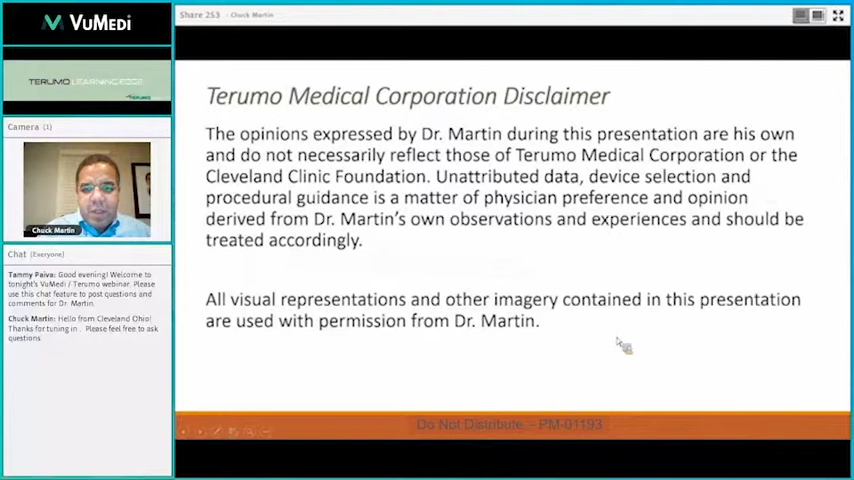 VuMedi
TERUMO LEARNING EDGE
TERUMO
Camera (1)
Chuck Martin
Chat (Everyone)
Tammy Paiva: Good evening! Welcome to
tonight's VuMedi / Terumo webinar. Please
use this chat feature to post questions and
comments for Dr. Martin.
Chuck Martin: Hello from Cleveland Ohio!
Thanks for tuning in . Please feel free to ask
questions
Share 253 - Chuck Martin
Terumo Medical Corporation Disclaimer
The opinions expressed by Dr. Martin during this presentation are his own
and do not necessarily reflect those of Terumo Medical Corporation or the
Cleveland Clinic Foundation. Unattributed data, device selection and
procedural guidance is a matter of physician preference and opinion
derived from Dr. Martin's own observations and experiences and should be
treated accordingly.
All visual representations and other imagery contained in this presentation
are used with permission from Dr. Martin.
Do Not Distribute – PM-01193